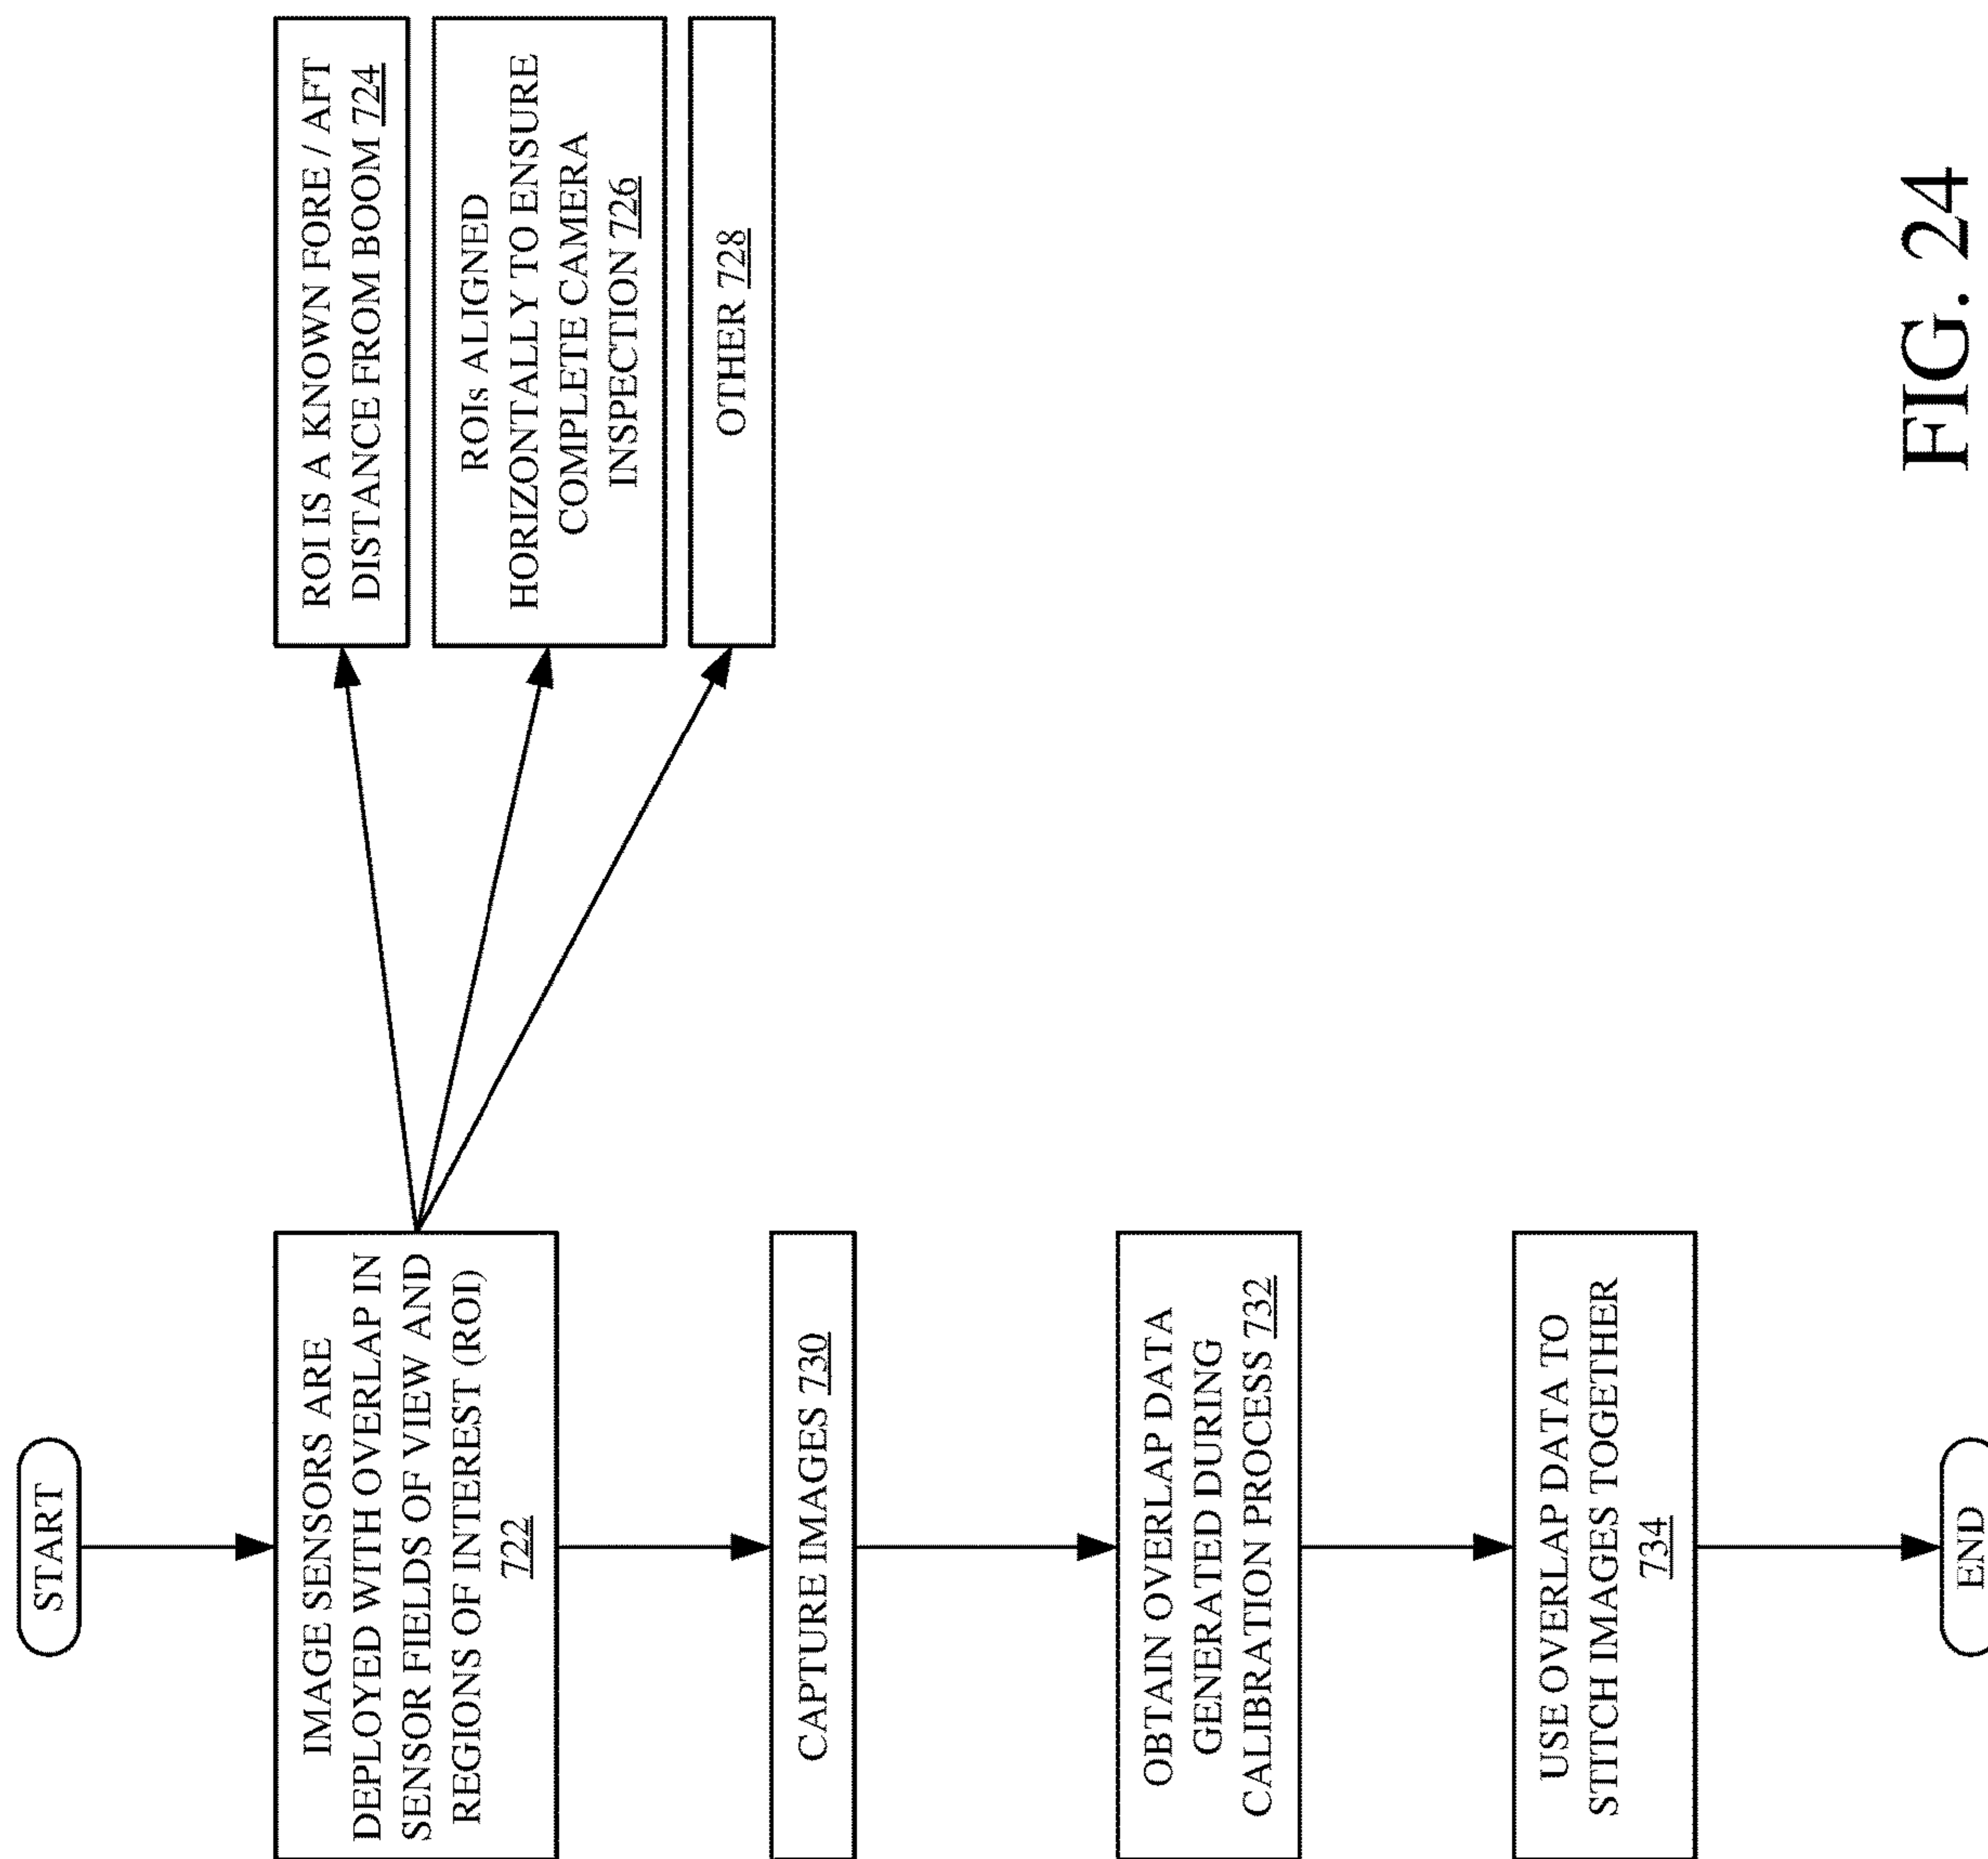 START
IMAGE SENSORS ARE
DEPLOYED WITH OVERLAP IN
SENSOR FIELDS OF VIEW AND
REGIONS OF INTEREST (ROI)
722
ROI IS A KNOWN FORE / AFT
DISTANCE FROM BOOM 724
ROIs ALIGNED
HORIZONTALLY TO ENSURE
COMPLETE CAMERA
INSPECTION 726
OTHER 728
CAPTURE IMAGES 730
OBTAIN OVERLAP DATA
GENERATED DURING
CALIBRATION PROCESS 732
USE OVERLAP DATA TO
STITCH IMAGES TOGETHER
734
END
FIG. 24